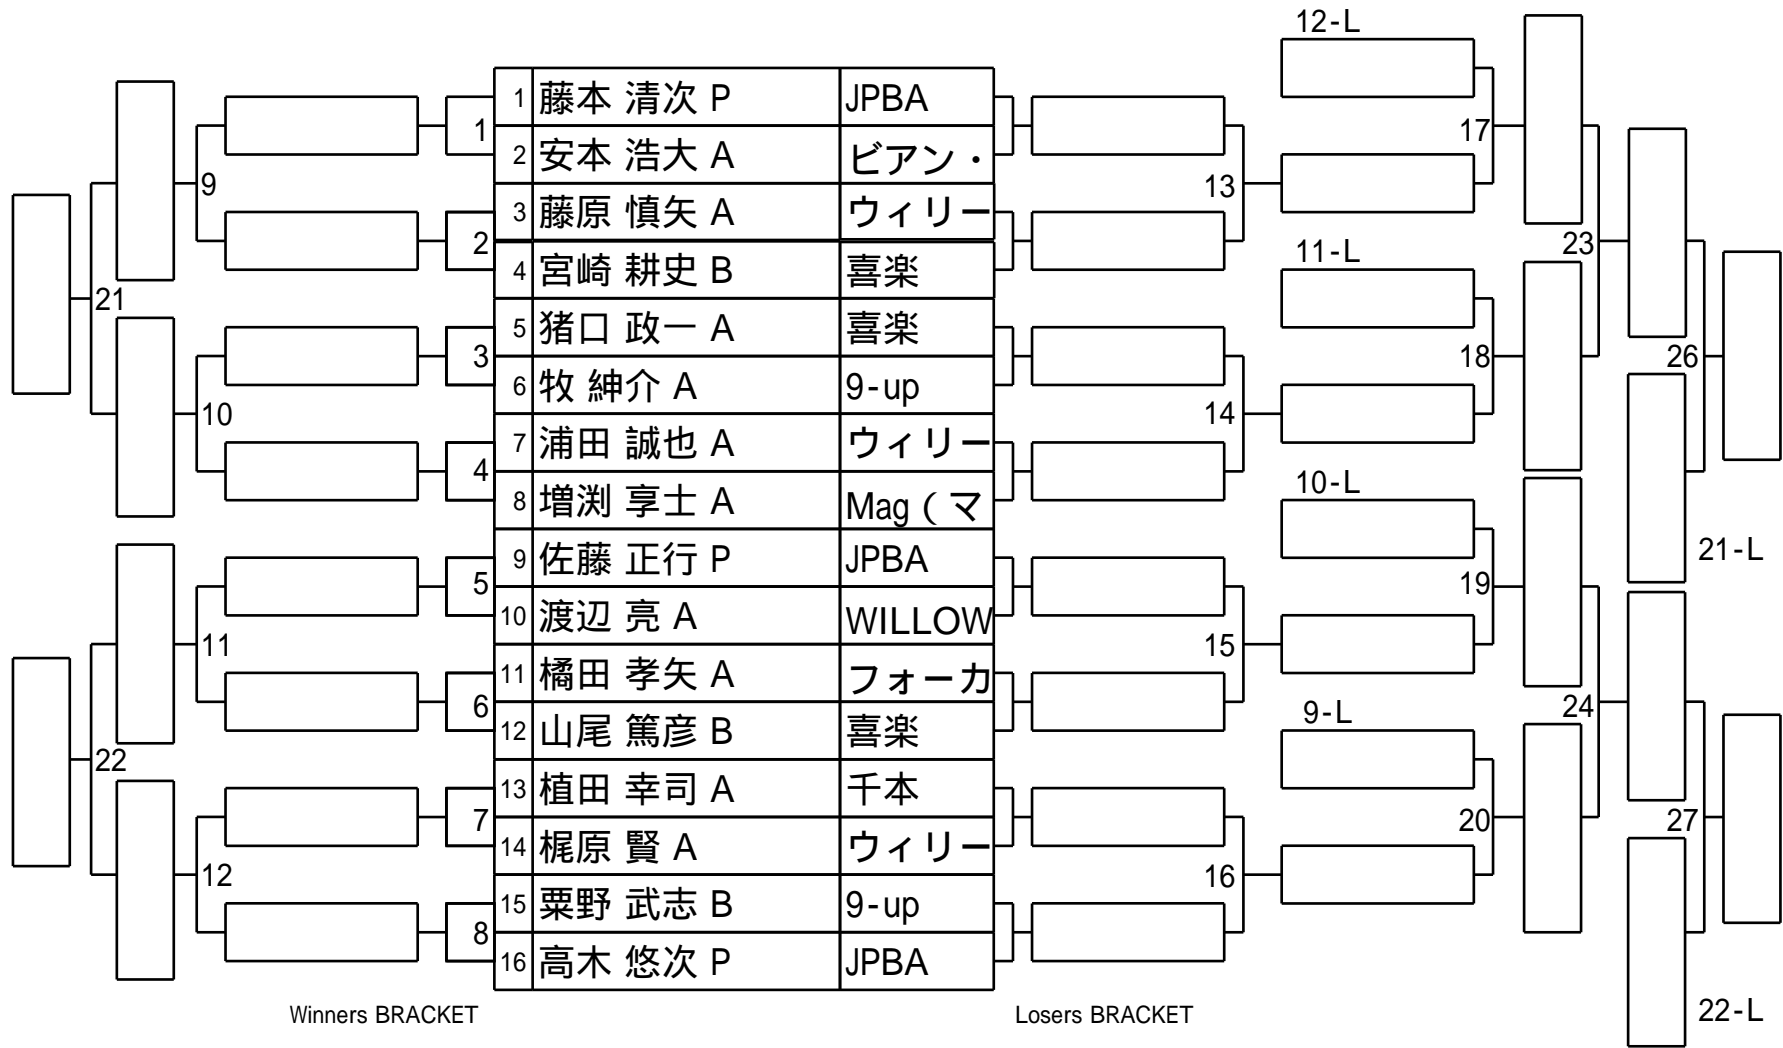 12-L
1 藤本 清次 P JPBA
1
17
2 安本 浩大 A ビアン・
9
13
3 藤原 慎矢 A ウィリー
2
23
11-L
4 宮崎 耕史 B 喜楽
21
5 猪口 政一 A 喜楽
3
18
26
6 牧 紳介 A 9-up
10
14
7 浦田 誠也 A ウィリー
4
10-L
8 増渕 享士 A Mag（マ
21-L
9 佐藤 正行 P JPBA
5
19
10 渡辺 亮 A WILLOW
11
15
11 橘田 孝矢 A フォーカ
6
24
9-L
12 山尾 篤彦 B 喜楽
22
13 植田 幸司 A 千本
7
20
27
14 梶原 賢 A ウィリー
12
16
15 粟野 武志 B 9-up
8
16 高木 悠次 P JPBA
Winners BRACKET
Losers BRACKET
22-L